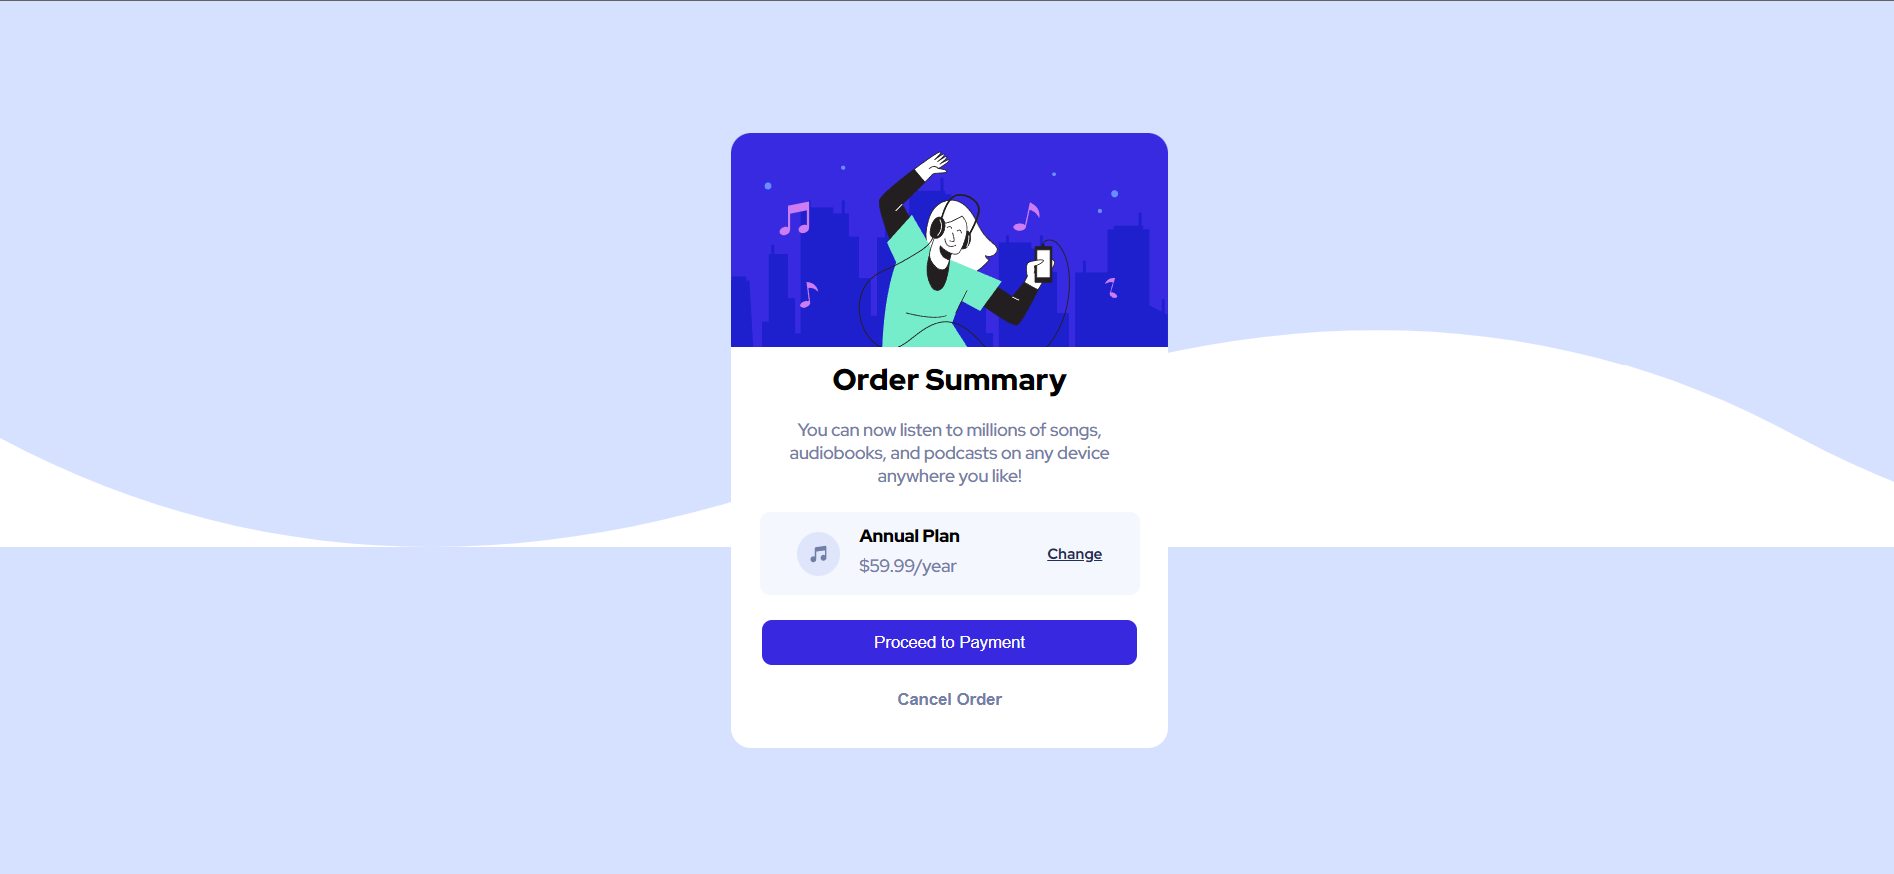 Order Summary
You can now listen to millions of songs,
audiobooks, and podcasts on any device
anywhere you like!
Annual Plan
$59.99/year
Change
Proceed to Payment
Cancel Order